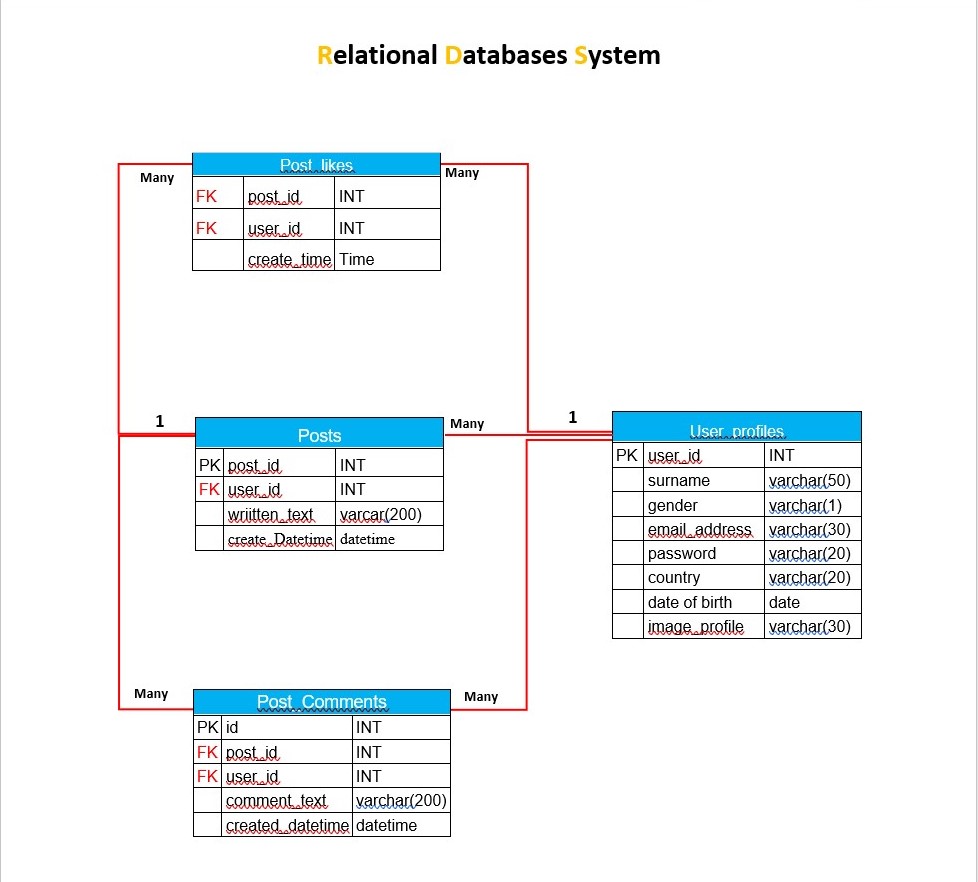 Relational Databases System
Post_likes
Many
Many
FK post_id INT
FK user_id INT
create_time Time
1
Posts
Many
1
PK post_id INT
FK user_id INT
wriitten_text varcar(200)
create_Datetime datetime
User_profiles
PK user_id INT
surname varchar(50)
gender varchar(1)
email_address varchar(30)
password varchar(20)
country varchar(20)
date of birth date
image_profile varchar(30)
Many
Post_Comments
Many
PK id INT
FK post_id INT
FK user_id INT
comment_text varchar(200)
created_datetime datetime